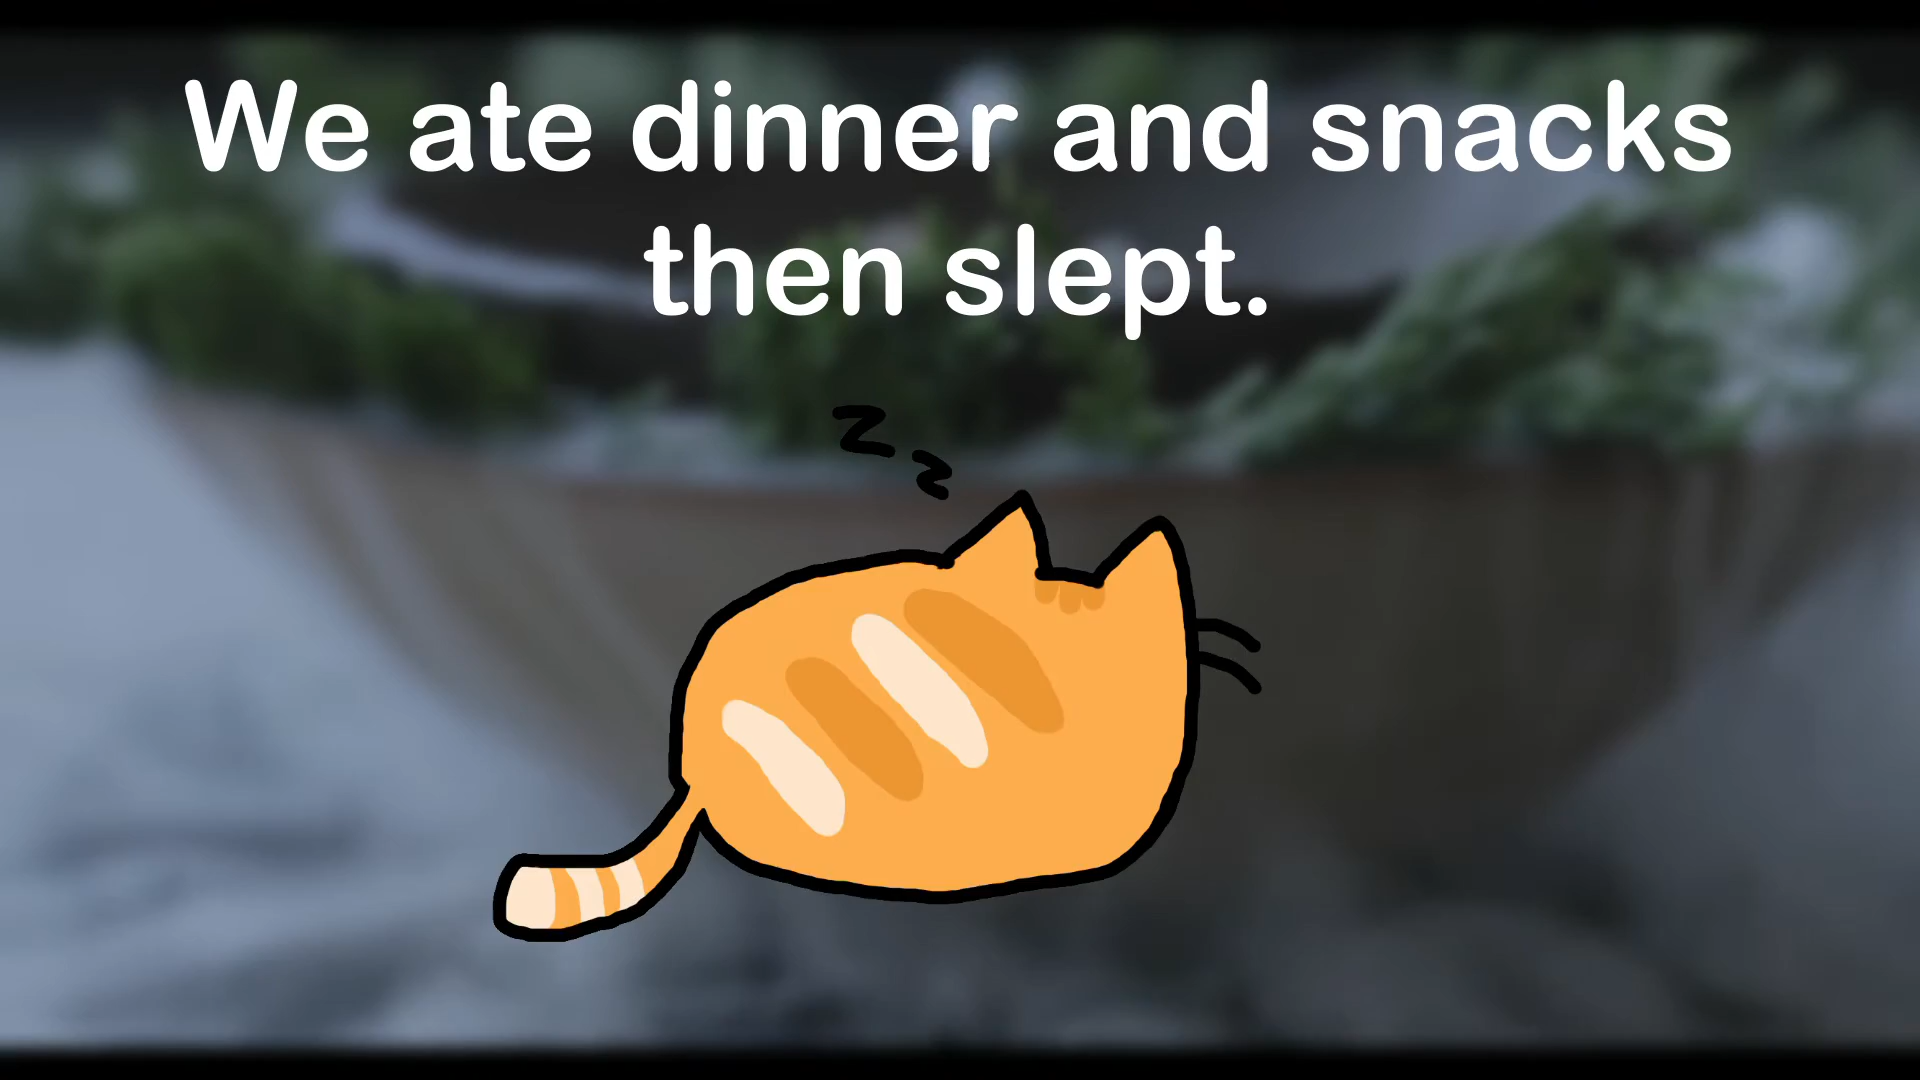 We ate dinner and snacks
then slept.
z
z